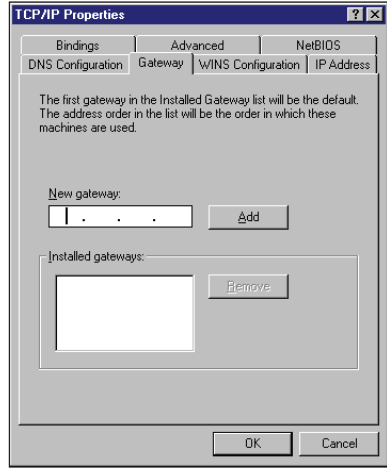 TCP/IP Properties
? ×
Bindings Advanced NetBIOS
DNS Configuration Gateway WINS Configuration IP Address
The first gateway in the Installed Gateway list will be the default.
The address order in the list will be the order in which these
machines are used.
New gateway:
. . .
Add
Installed gateways:
Remove
OK Cancel